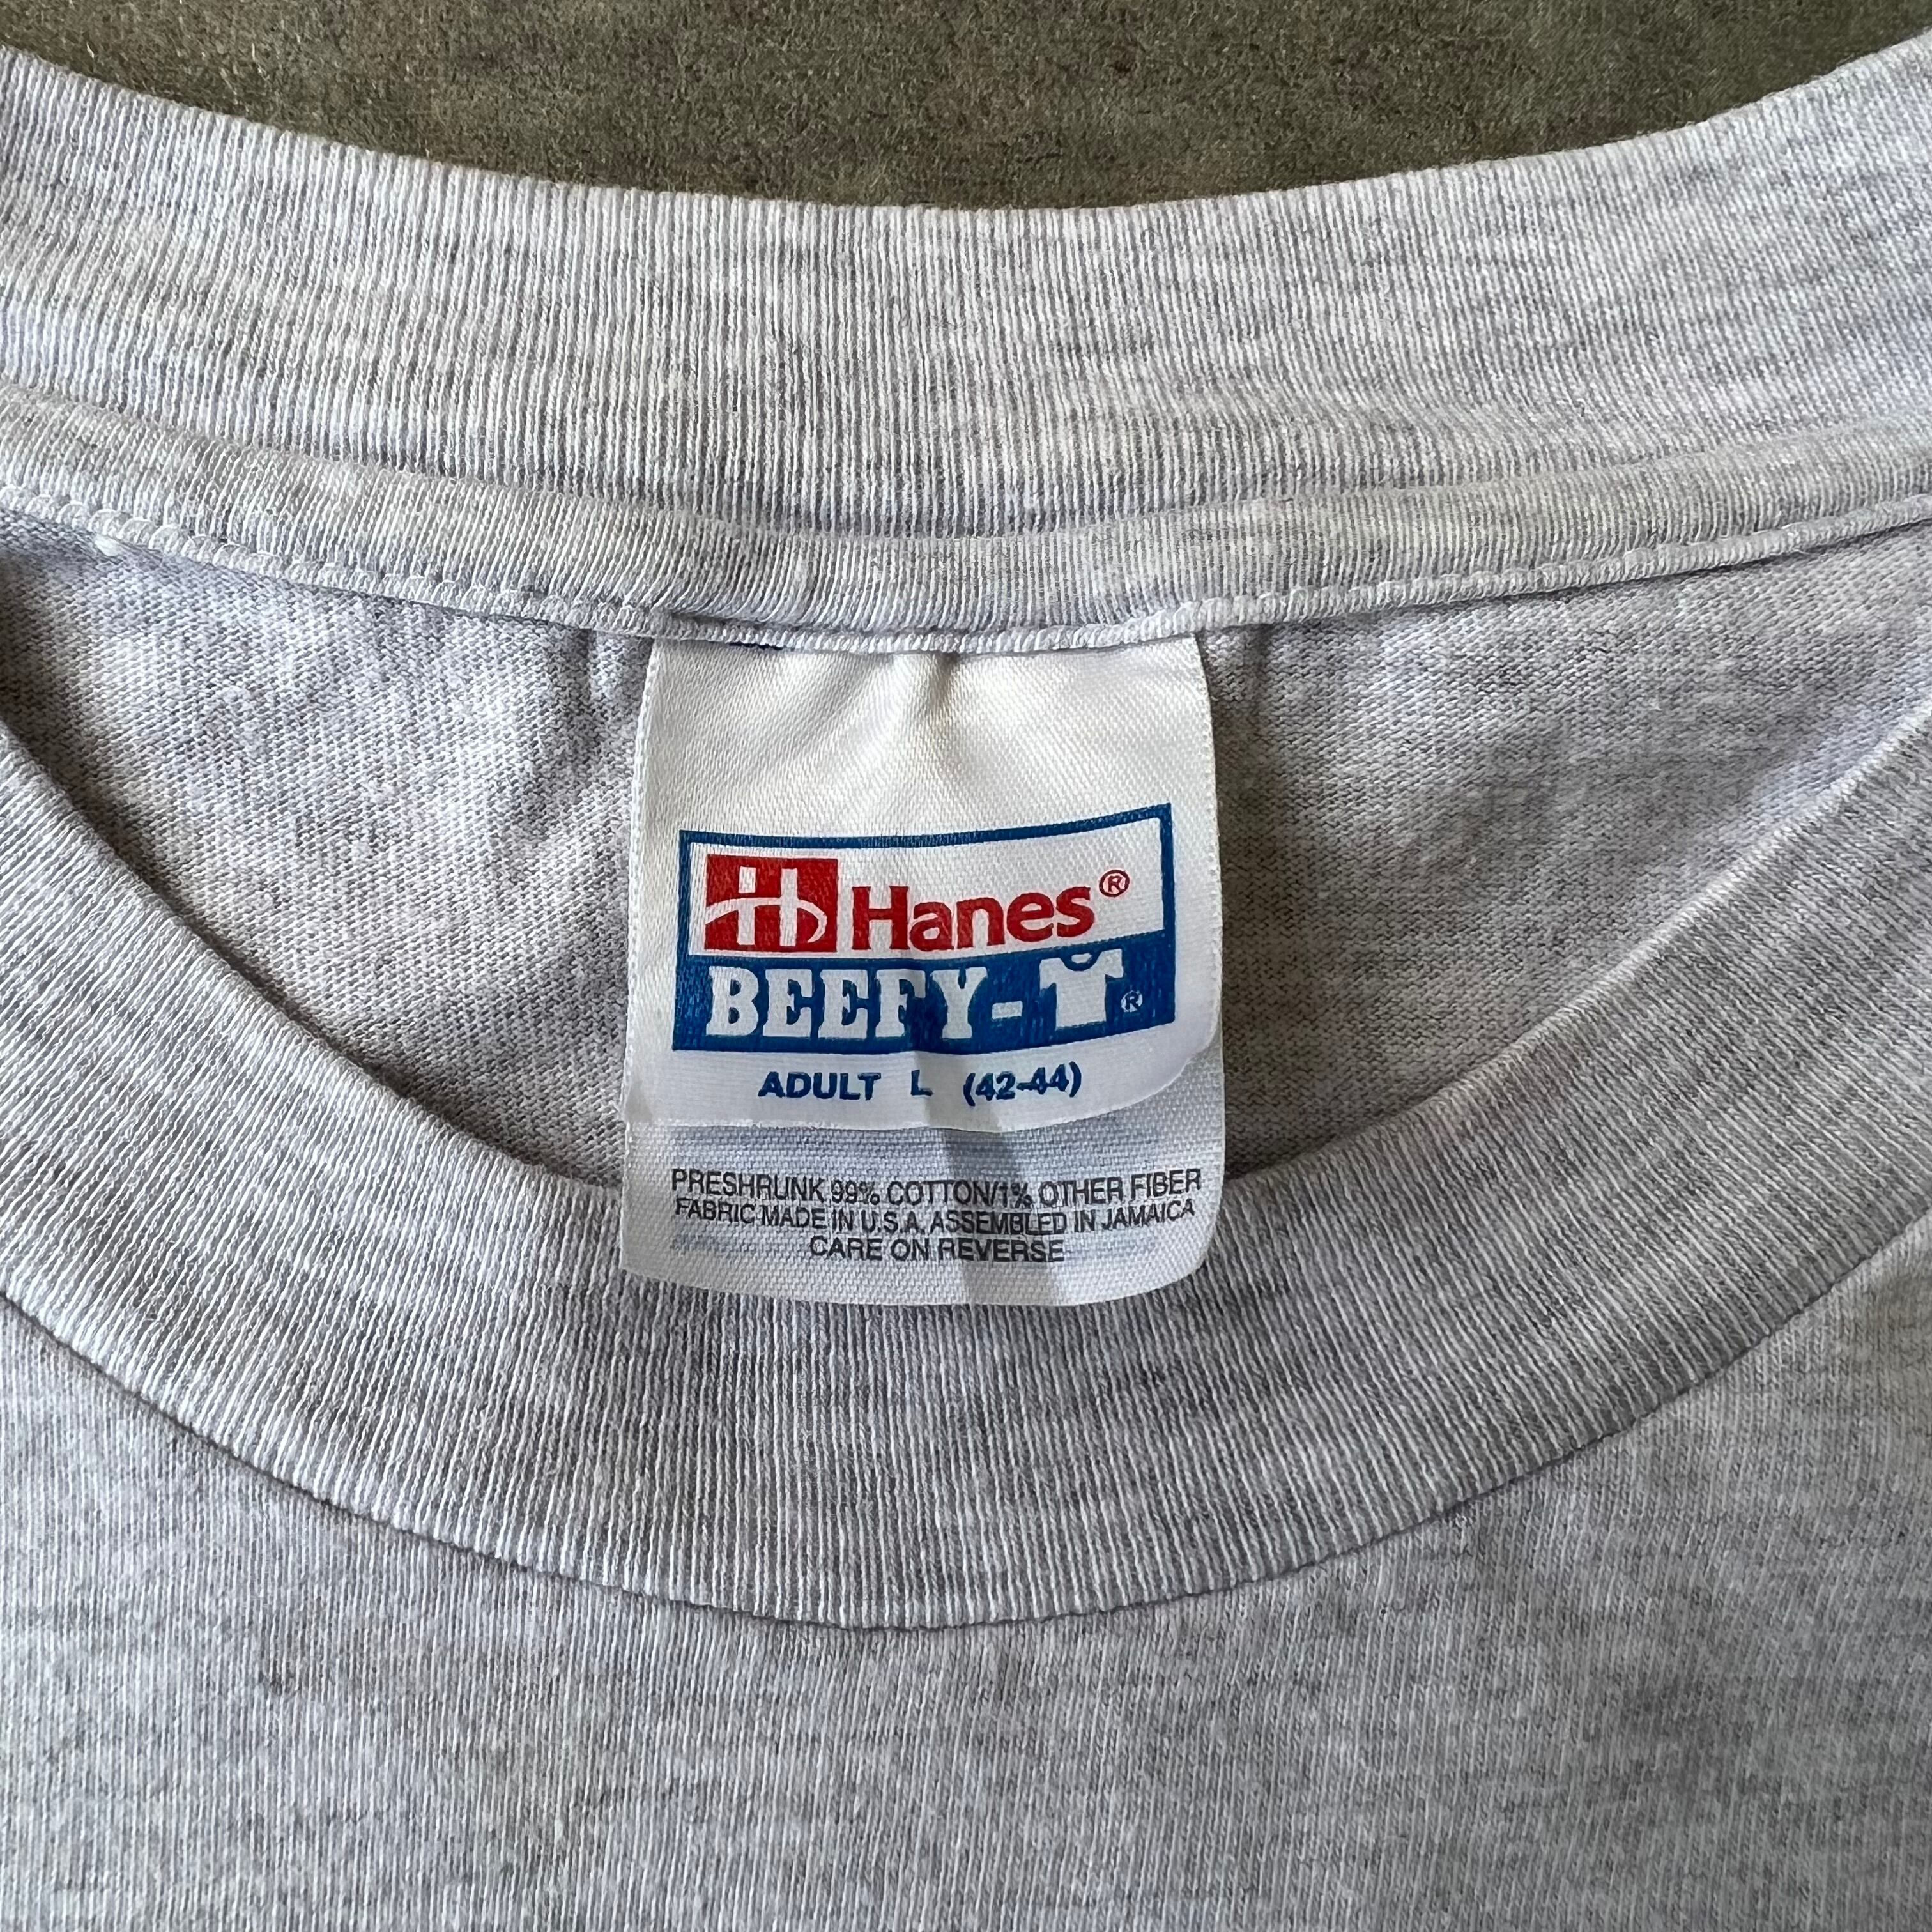 Hanes®
BEEFY-T®
ADULT L (42-44)
PRESHRUNK 99% COTTON/1% OTHER FIBER
FABRIC MADE IN U.S.A. ASSEMBLED IN JAMAICA
CARE ON REVERSE